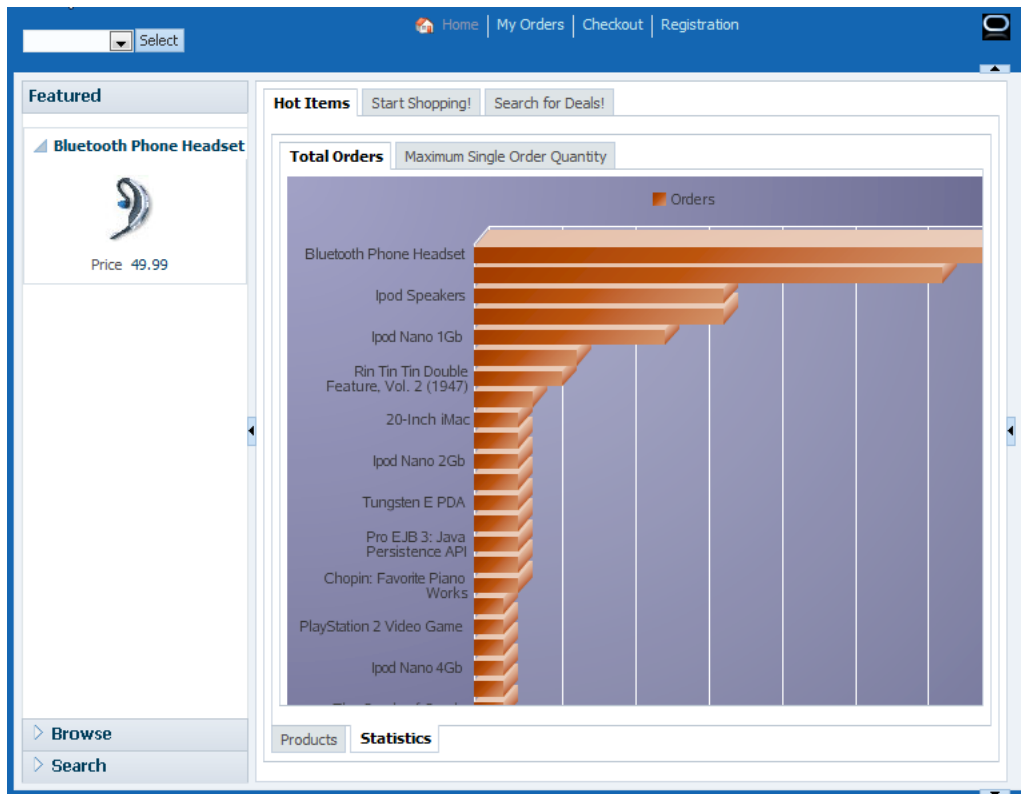 Select
Home
My Orders
Checkout
Registration
Featured
Bluetooth Phone Headset
Price 49.99
Browse
Search
Hot Items
Start Shopping!
Search for Deals!
Total Orders
Maximum Single Order Quantity
Orders
Bluetooth Phone Headset
Ipod Speakers
Ipod Nano 1Gb
Rin Tin Tin Double
Feature, Vol. 2 (1947)
20-Inch iMac
Ipod Nano 2Gb
Tungsten E PDA
Pro EJB 3: Java
Persistence API
Chopin: Favorite Piano
Works
PlayStation 2 Video Game
Ipod Nano 4Gb
Products
Statistics